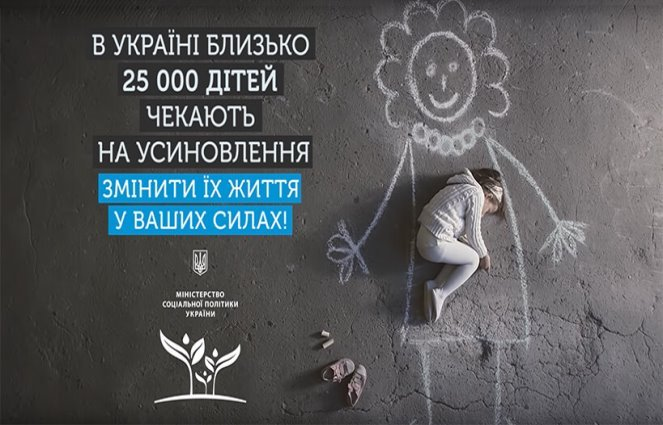 В УКРАЇНІ БЛИЗЬКО
25 000 ДІТЕЙ
ЧЕКАЮТЬ
НА УСИНОВЛЕННЯ
ЗМІНИТИ ЇХ ЖИТТЯ
У ВАШИХ СИЛАХ!
МІНІСТЕРСТВО
СОЦІАЛЬНОЇ ПОЛІТИКИ
УКРАЇНИ